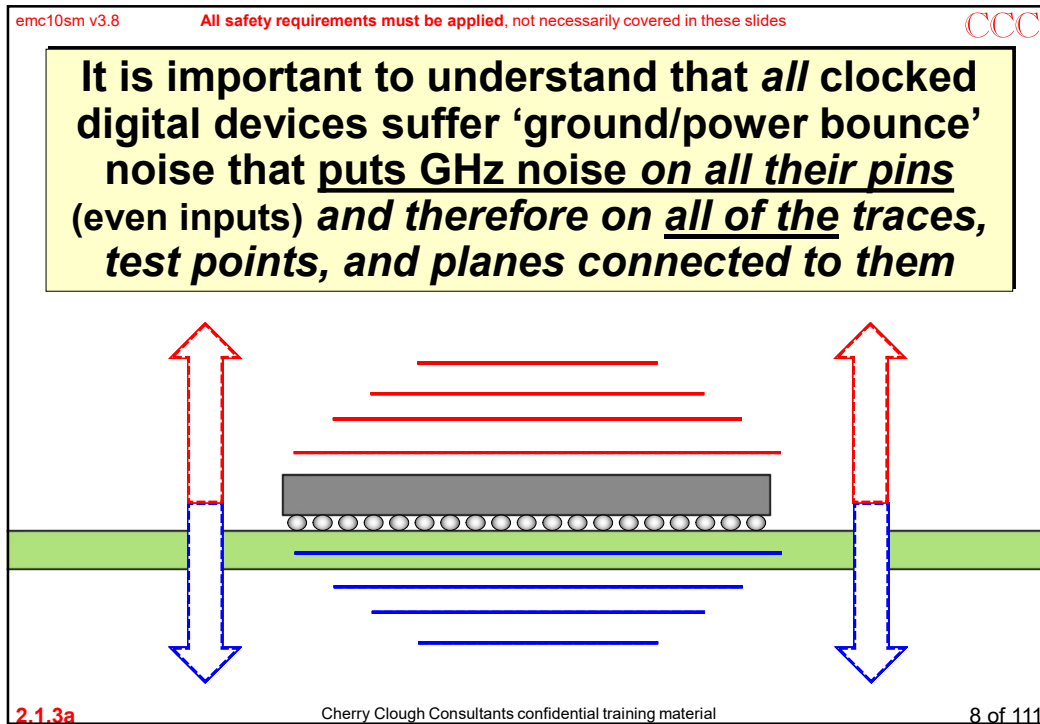 emc10sm v3.8 All safety requirements must be applied, not necessarily covered in these slides CCC
It is important to understand that all clocked
digital devices suffer ‘ground/power bounce’
noise that puts GHz noise on all their pins
(even inputs) and therefore on all of the traces,
test points, and planes connected to them
2.1.3a Cherry Clough Consultants confidential training material 8 of 111